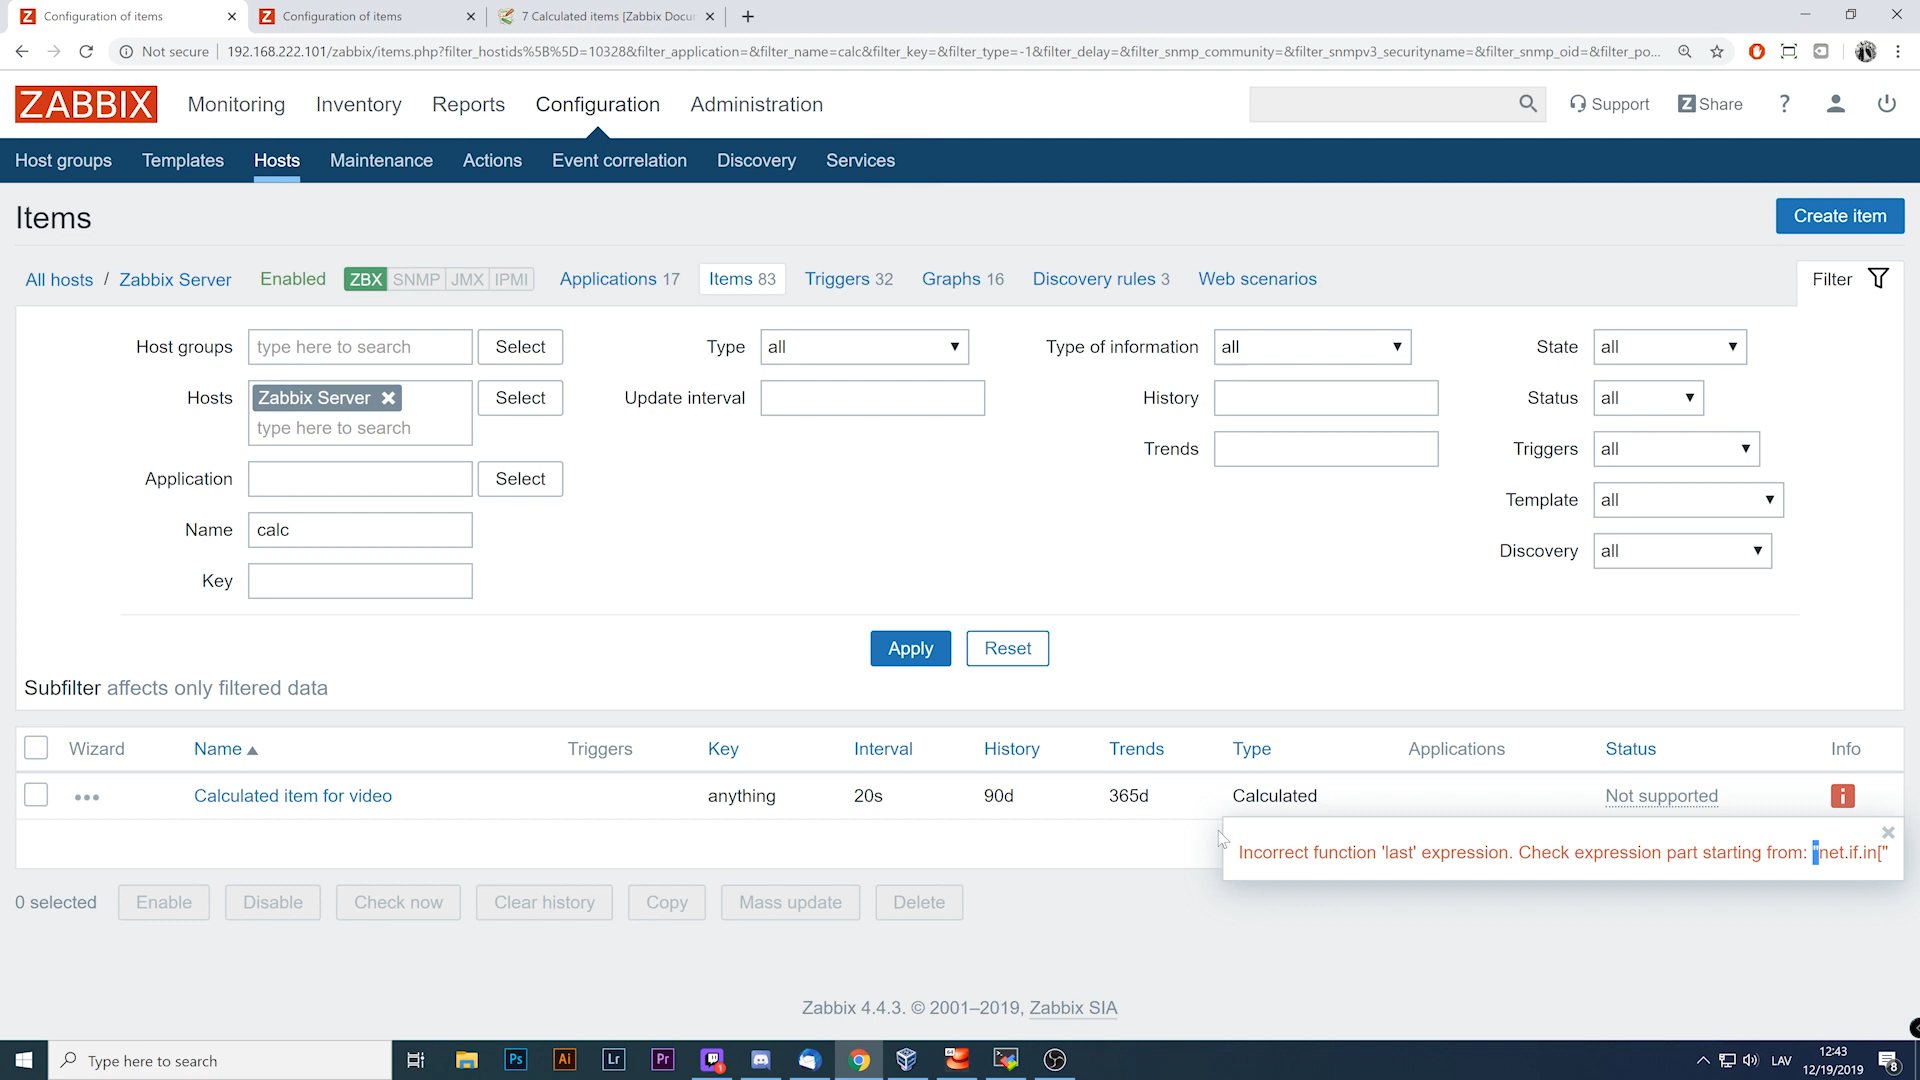 Configuration of items
Configuration of items
7 Calculated items [Zabbix Docu
Not secure
192.168.222.101/zabbix/items.php?filter_hostids%5B%5D=10328&filter_application=&filter_name=calc&filter_key=&filter_type=-1&filter_delay=&filter_snmp_community=&filter_snmpv3_securityname=&filter_snmp_oid=&filter_po...
ZABBIX
Monitoring
Inventory
Reports
Configuration
Administration
Support
Z Share
?
Host groups
Templates
Hosts
Maintenance
Actions
Event correlation
Discovery
Services
Items
Create item
All hosts / Zabbix Server
Enabled
ZBX SNMP JMX IPMI
Applications 17
Items 83
Triggers 32
Graphs 16
Discovery rules 3
Web scenarios
Filter
Host groups
type here to search
Select
Type
all
Type of information
all
State
all
Hosts
Zabbix Server
type here to search
Select
Update interval
History
Status
all
Trends
Triggers
all
Application
Select
Template
all
Name
calc
Discovery
all
Key
Apply
Reset
Subfilter affects only filtered data
Wizard
Name
Triggers
Key
Interval
History
Trends
Type
Applications
Status
Info
Calculated item for video
anything
20s
90d
365d
Calculated
Not supported
i
Incorrect function 'last' expression. Check expression part starting from: "net.if.in["
0 selected
Enable
Disable
Check now
Clear history
Copy
Mass update
Delete
Zabbix 4.4.3. © 2001–2019, Zabbix SIA
Type here to search
Ps
Ai
Lr
Pr
1
LAV
12:43
12/19/2019
8